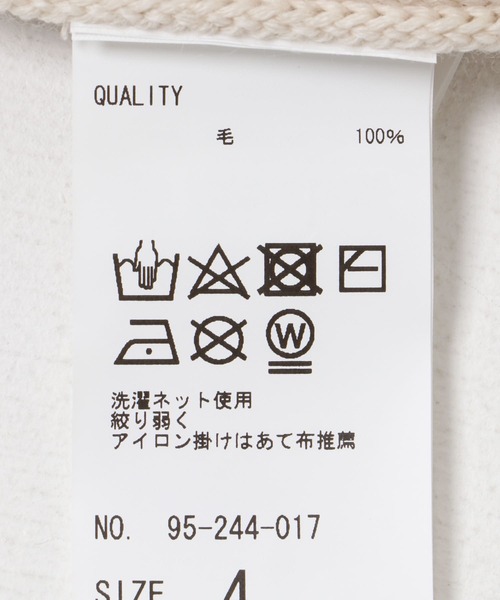 QUALITY
毛 100%
W
洗濯ネット使用
絞り弱く
アイロン掛けはあて布推薦
NO. 95-244-017
SIZE 4